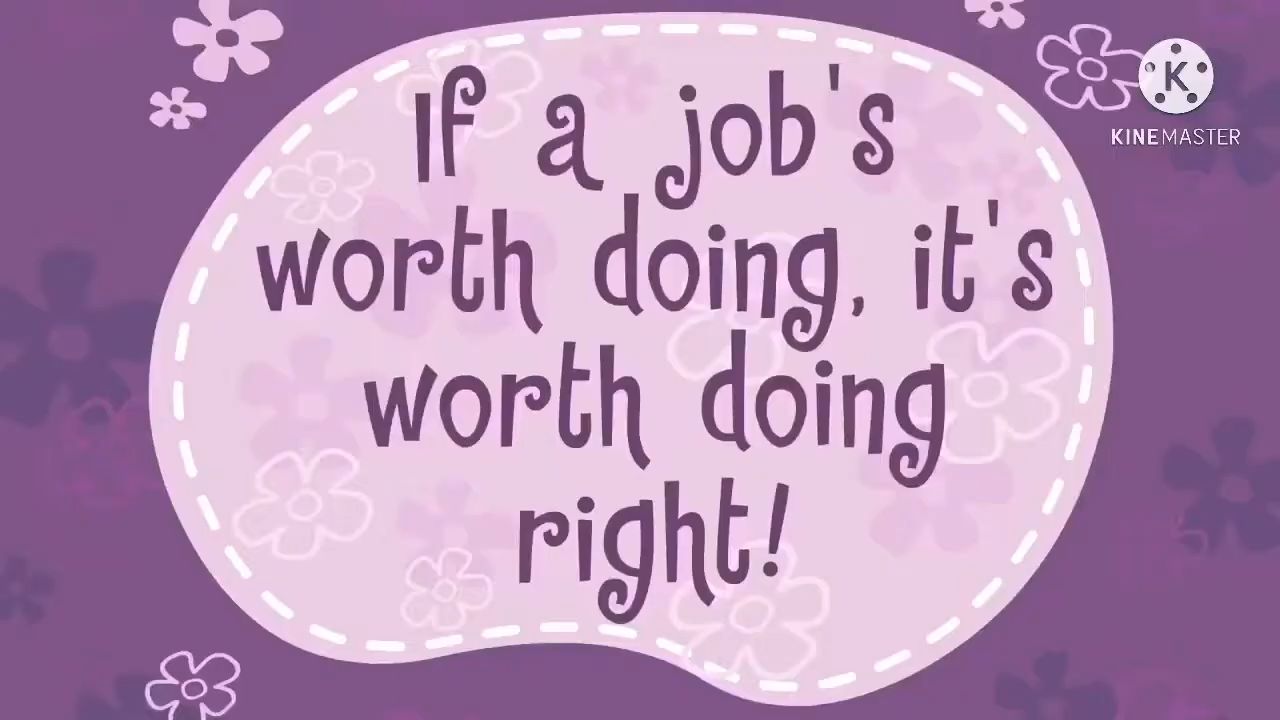 If a job's
worth doing, it's
worth doing
right!
K
KINEMASTER